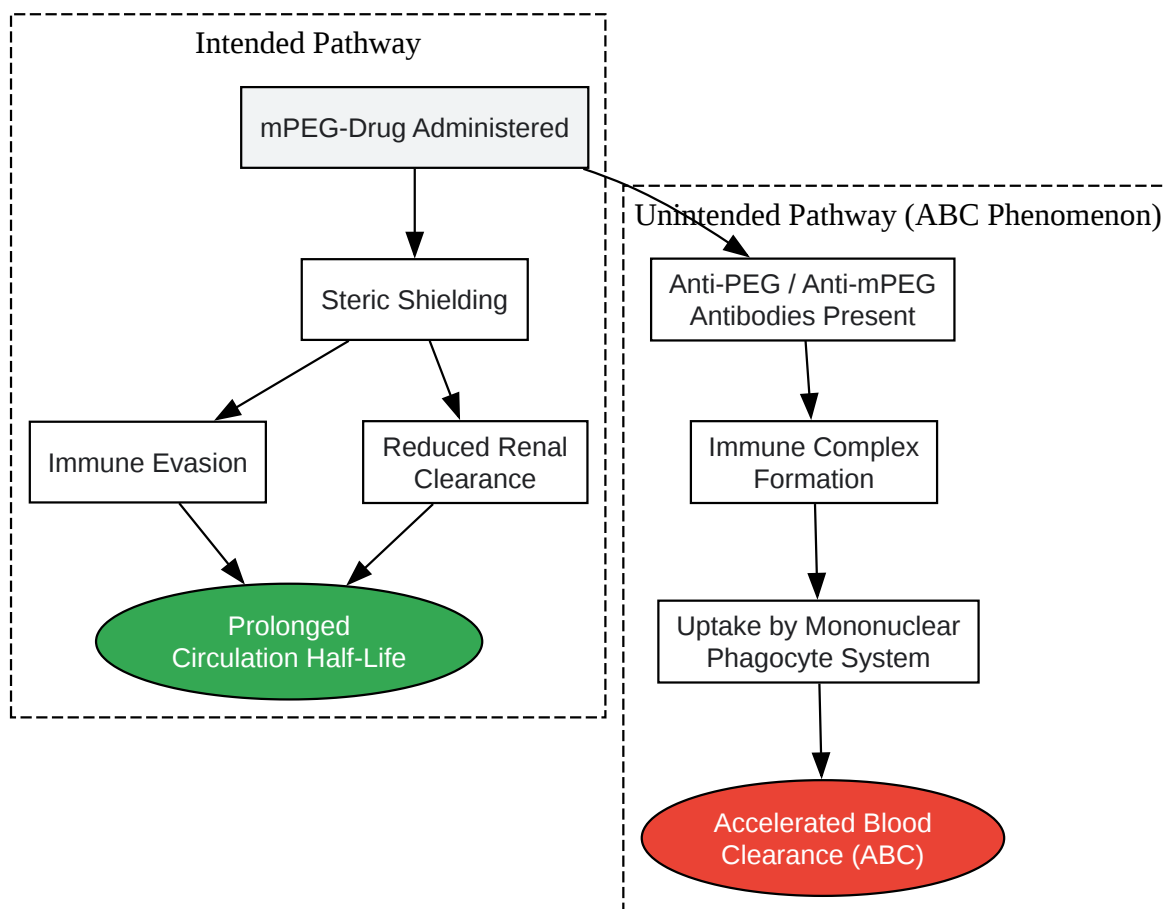 Intended Pathway
mPEG-Drug Administered
Unintended Pathway (ABC Phenomenon)
Steric Shielding
Anti-PEG / Anti-mPEG
Antibodies Present
Immune Evasion
Reduced Renal
Clearance
Immune Complex
Formation
Prolonged
Circulation Half-Life
Uptake by Mononuclear
Phagocyte System
Accelerated Blood
Clearance (ABC)